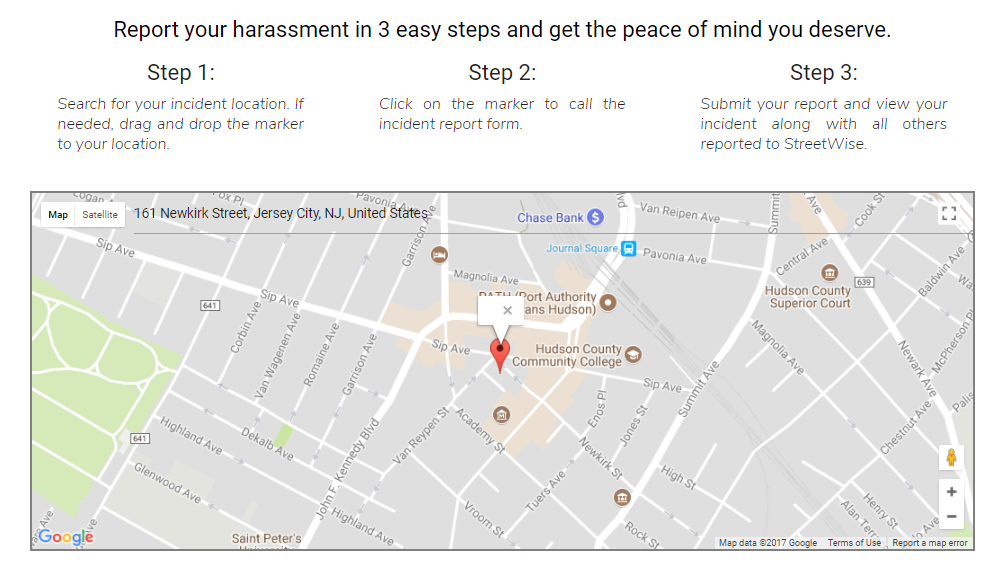 Report your harassment in 3 easy steps and get the peace of mind you deserve.
Step 1:
Search for your incident location. If
needed, drag and drop the marker
to your location.
Step 2:
Click on the marker to call the
incident report form.
Step 3:
Submit your report and view your
incident along with all others
reported to StreetWise.
Map
Satellite
161 Newkirk Street, Jersey City, NJ, United States
Logan
Fox Pl
Pavonia Ave
Garrison Ave
Chase Bank
Van Reipen Ave
Summit
Ave
Cook St
Journal Square
Pavonia Ave
Central Ave
Baldwin Ave
Sip Ave
Magnolia Ave
Hudson County
Superior Court
639
641
Sip Ave
PATH (Port Authority
ans Hudson)
Corbin Ave
Van Wagenen Ave
Romaine Ave
Garrison Ave
Sip Ave
Hudson County
Community College
Magnolia Ave
Newark Ave
McPherson Pl
Sip Ave
Summit Ave
Enos Pl
Jones St
Chestnut Ave
641
Highland Ave
Dekalb Ave
Van Reypen St
Academy St
Newkirk St
John F. Kennedy Blvd
Glenwood Ave
Highland Ave
Tuers Ave
High St
Vroom St
Rock St
Henry St
Alan Terr
Ave
Saint Peter's
Google
Map data ©2017 Google
Terms of Use
Report a map error